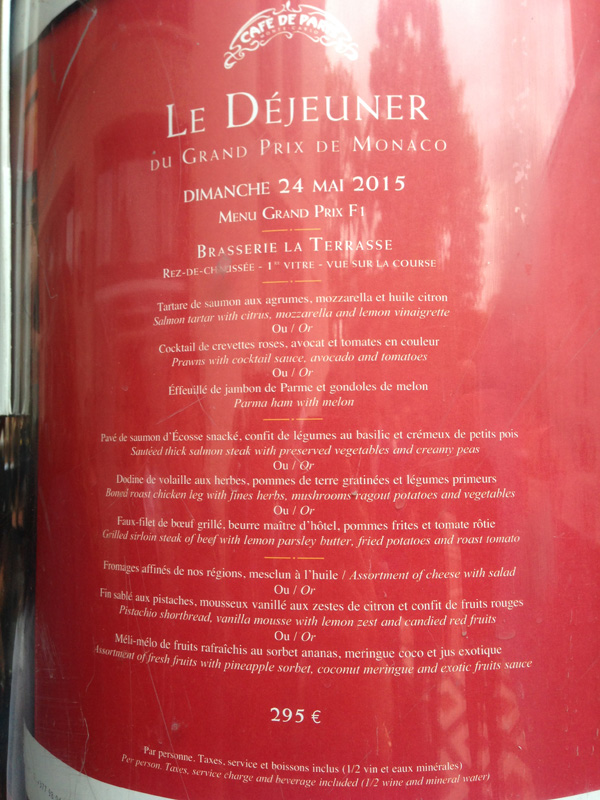 CAFE DE PARIS
MONTE-CARLO
LE DÉJEUNER
DU GRAND PRIX DE MONACO
DIMANCHE 24 MAI 2015
MENU GRAND PRIX F1
BRASSERIE LA TERRASSE
REZ-DE-CHAUSSÉE - 1RE VITRE - VUE SUR LA COURSE
Tartare de saumon aux agrumes, mozzarella et huile citron
Salmon tartar with citrus, mozzarella and lemon vinaigrette
Ou / Or
Cocktail de crevettes roses, avocat et tomates en couleur
Prawns with cocktail sauce, avocado and tomatoes
Ou / Or
Éffeuillé de jambon de Parme et gondoles de melon
Parma ham with melon
Pavé de saumon d'Écosse snacké, confit de légumes au basilic et crémeux de petits pois
Sautéed thick salmon steak with preserved vegetables and creamy peas
Ou / Or
Dodine de volaille aux herbes, pommes de terre gratinées et légumes primeurs
Boned roast chicken leg with fines herbs, mushrooms ragout potatoes and vegetables
Ou / Or
Faux-filet de bœuf grillé, beurre maître d'hôtel, pommes frites et tomate rôtie
Grilled sirloin steak of beef with lemon parsley butter, fried potatoes and roast tomato
Fromages affinés de nos régions, mesclun à l'huile / Assortment of cheese with salad
Ou / Or
Fin sablé aux pistaches, mousseux vanillé aux zestes de citron et confit de fruits rouges
Pistachio shortbread, vanilla mousse with lemon zest and candied red fruits
Ou / Or
Méli-mélo de fruits rafraîchis au sorbet ananas, meringue coco et jus exotique
Assortment of fresh fruits with pineapple sorbet, coconut meringue and exotic fruits sauce
295 €
Par personne. Taxes, service et boissons inclus (1/2 vin et eaux minérales)
Per person. Taxes, service charge and beverage included (1/2 wine and mineral water)